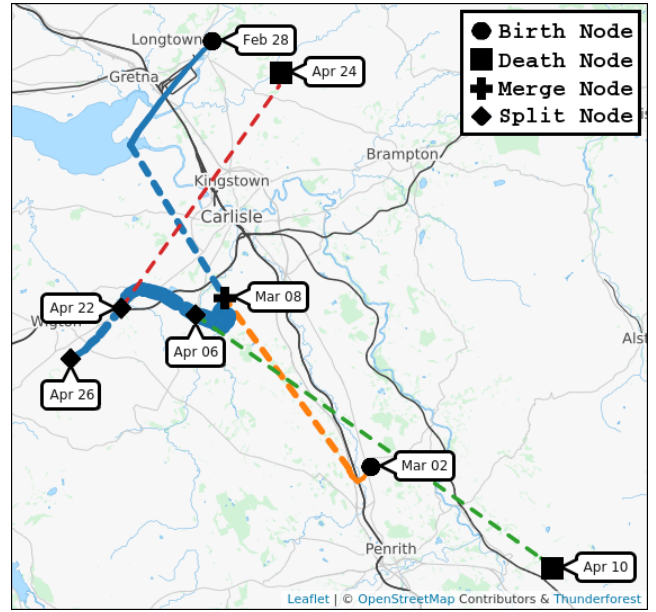 Longtown
Feb 28
Gretna
Apr 24
Birth Node
Death Node
Merge Node
Split Node
Brampton
Kingstown
Carlisle
Mar 08
Apr 22
Wigton
Apr 06
Alst
Apr 26
Mar 02
Penrith
Apr 10
Leaflet | © OpenStreetMap Contributors & Thunderforest